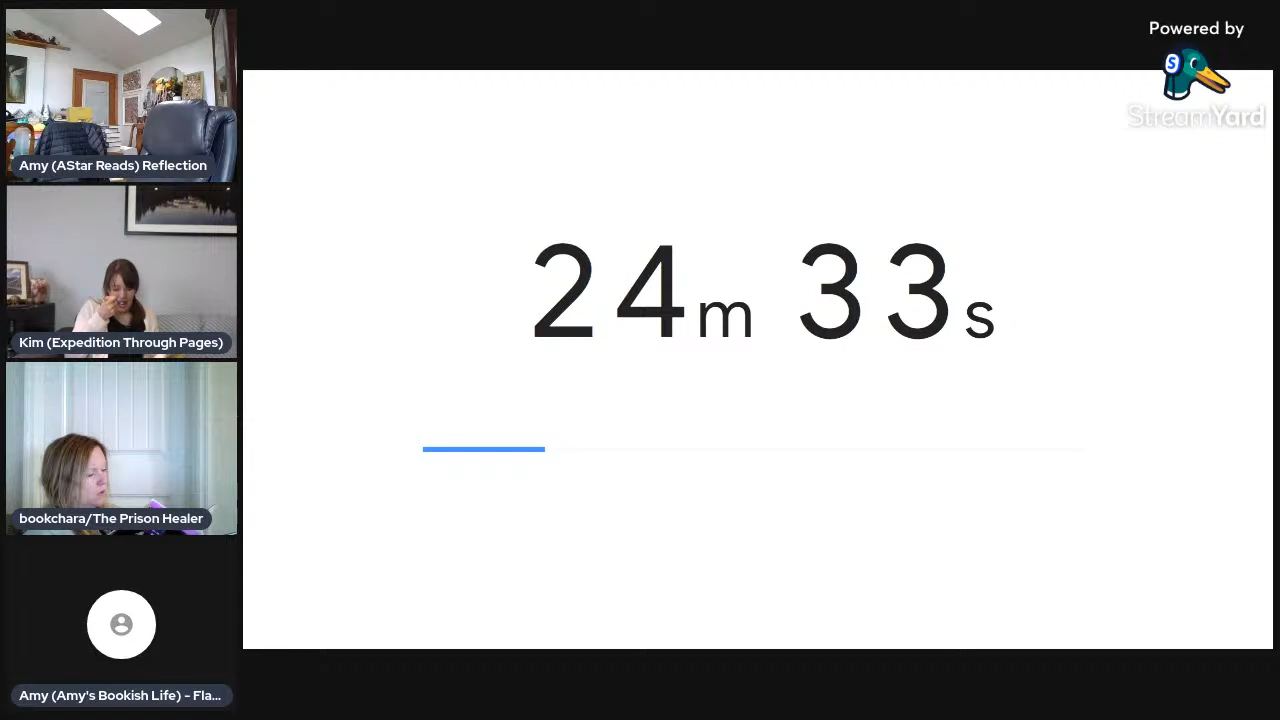 Powered by
S
StreamYard
Amy (AStar Reads) Reflection
24m 33s
Kim (Expedition Through Pages)
bookchara/The Prison Healer
Amy (Amy's Bookish Life) - Fla...